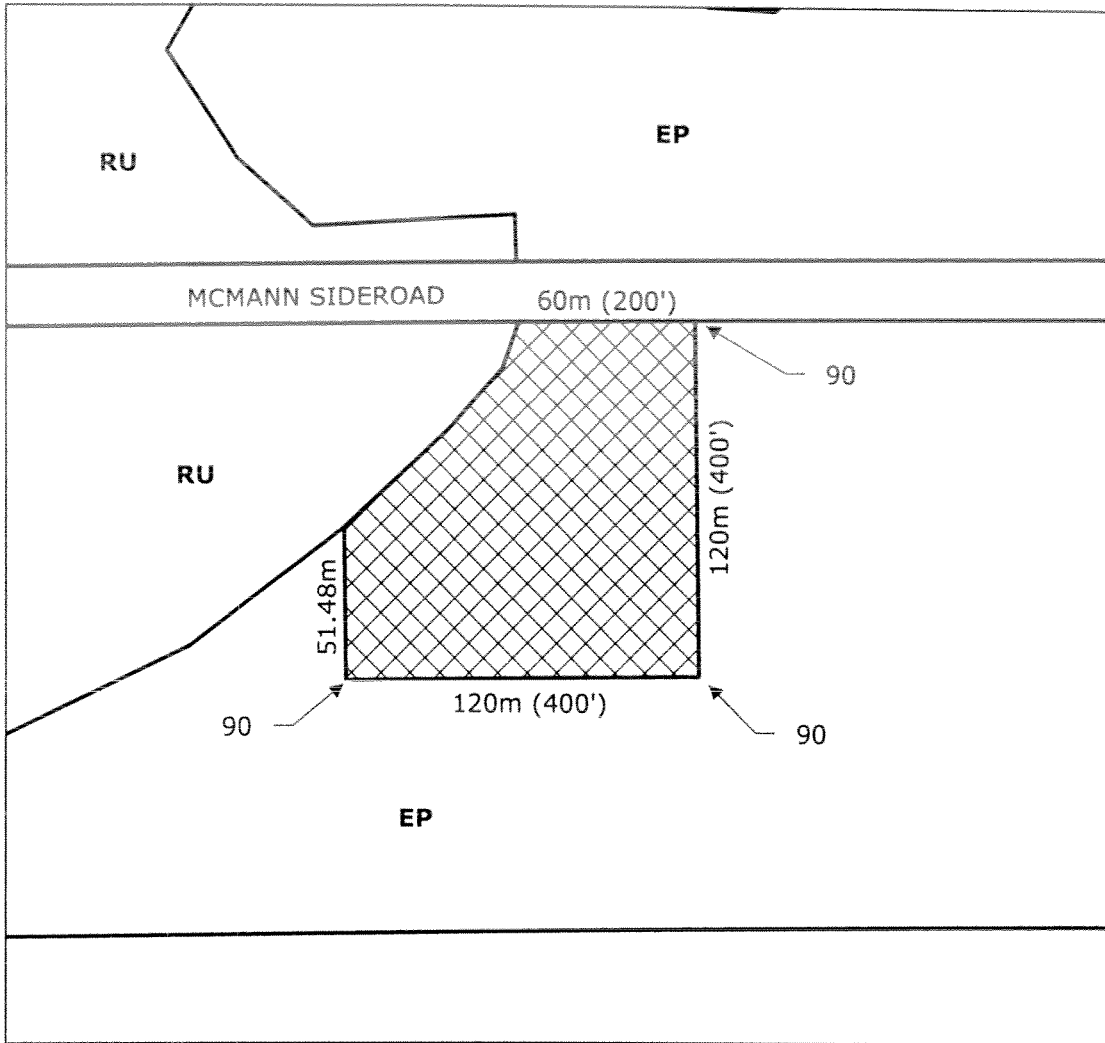 EP
RU
MCMANN SIDEROAD
60m (200')
90
RU
120m (400')
51.48m
120m (400')
90
90
EP